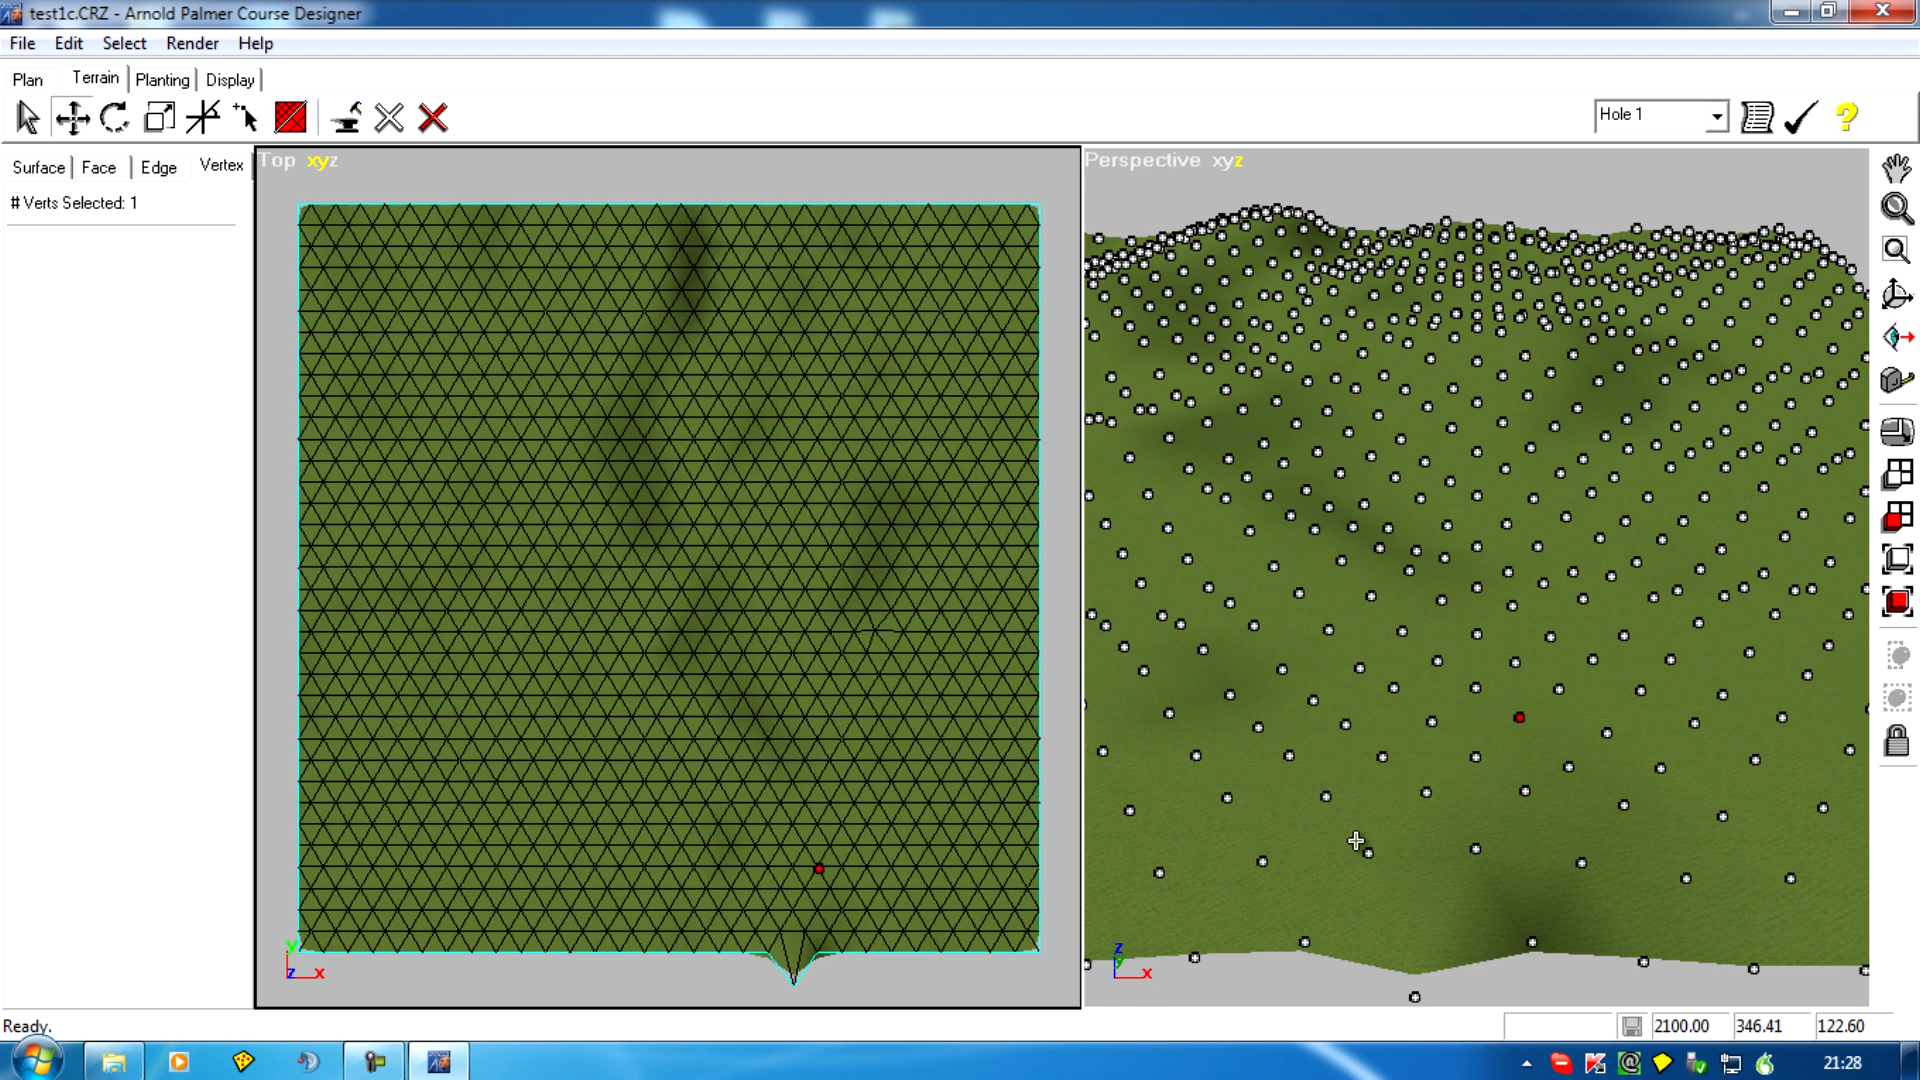 test1c.CRZ - Arnold Palmer Course Designer
File Edit Select Render Help
Plan Terrain Planting Display
Hole 1
Surface Face Edge Vertex
# Verts Selected: 1
Top xyz
Perspective xyz
Y
z x
z
y
x
Ready.
2100.00 346.41 122.60
21:28